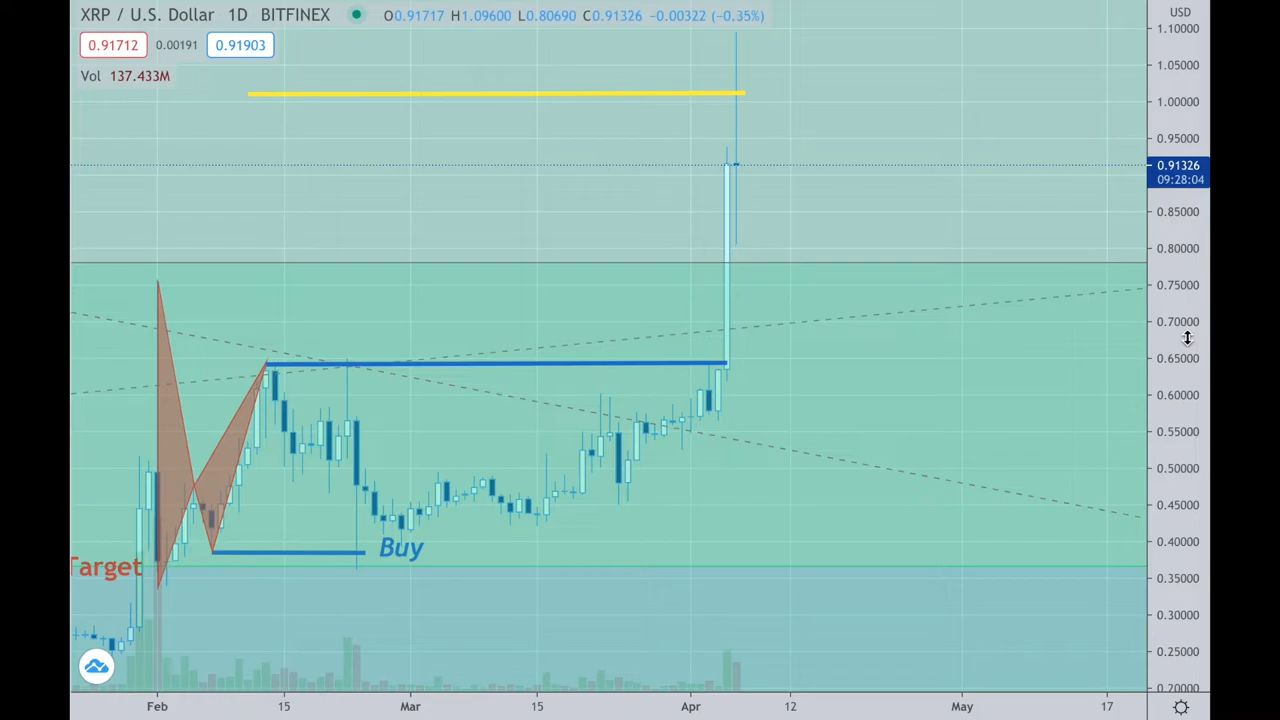 XRP / U.S. Dollar 1D BITFINEX O0.91717 H1.09600 L0.80690 C0.91326 −0.00322 (−0.35%)
USD
0.91712 0.00191 0.91903
Vol 137.433M
1.10000
1.05000
1.00000
0.95000
0.91326
09:28:04
0.85000
0.80000
0.75000
0.70000
0.65000
0.60000
0.55000
0.50000
0.45000
0.40000
0.35000
0.30000
0.25000
0.20000
Buy
Target
Feb 15 Mar 15 Apr 12 May 17